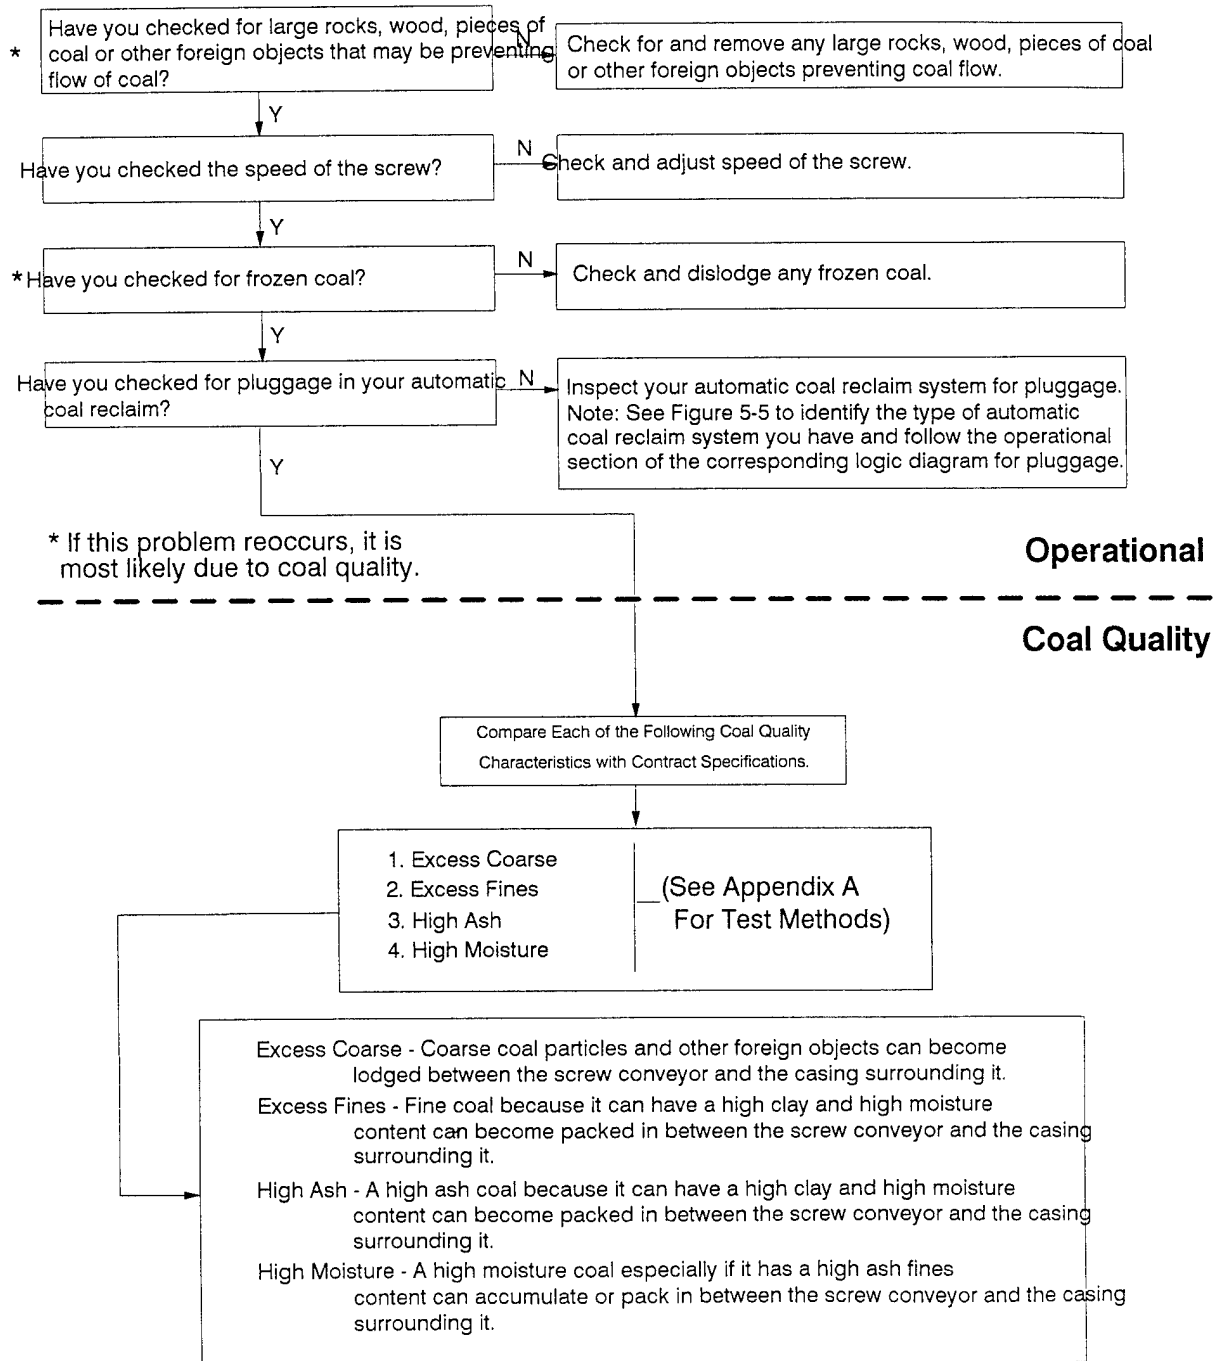 Have you checked for large rocks, wood, pieces of
* coal or other foreign objects that may be preventing
flow of coal?
N
Check for and remove any large rocks, wood, pieces of coal
or other foreign objects preventing coal flow.
Y
Have you checked the speed of the screw?
N
Check and adjust speed of the screw.
Y
* Have you checked for frozen coal?
N
Check and dislodge any frozen coal.
Y
Have you checked for pluggage in your automatic
coal reclaim?
N
Inspect your automatic coal reclaim system for pluggage.
Note: See Figure 5-5 to identify the type of automatic
coal reclaim system you have and follow the operational
section of the corresponding logic diagram for pluggage.
Y
* If this problem reoccurs, it is
most likely due to coal quality.
Operational
Coal Quality
Compare Each of the Following Coal Quality
Characteristics with Contract Specifications.
1. Excess Coarse
2. Excess Fines
3. High Ash
4. High Moisture
(See Appendix A
For Test Methods)
Excess Coarse - Coarse coal particles and other foreign objects can become
lodged between the screw conveyor and the casing surrounding it.
Excess Fines - Fine coal because it can have a high clay and high moisture
content can become packed in between the screw conveyor and the casing
surrounding it.
High Ash - A high ash coal because it can have a high clay and high moisture
content can become packed in between the screw conveyor and the casing
surrounding it.
High Moisture - A high moisture coal especially if it has a high ash fines
content can accumulate or pack in between the screw conveyor and the casing
surrounding it.